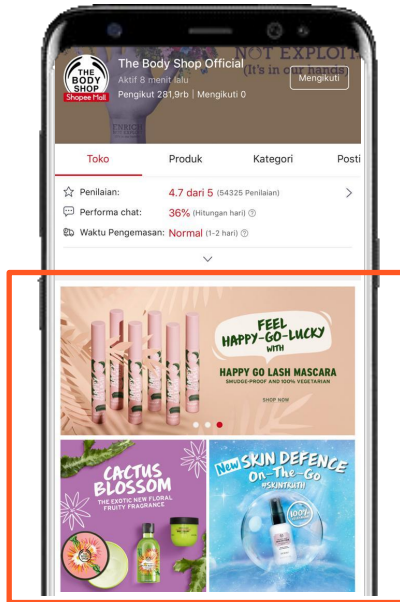 NOT EXPLOIT
(It's in our hands)
The Body Shop Official
Aktif 8 menit lalu
Mengikuti
Pengikut 281,9rb | Mengikuti 0
THE
BODY
SHOP
Shopee Mall
ENRICH
Toko Produk Kategori Posti
Penilaian: 4.7 dari 5 (54325 Penilaian)
Performa chat: 36% (Hitungan hari)
Waktu Pengemasan: Normal (1-2 hari)
FEEL
HAPPY-GO-LUCKY
WITH
HAPPY GO LASH MASCARA
SMUDGE-PROOF AND 100% VEGETARIAN
SHOP NOW
CACTUS
BLOSSOM
THE EXOTIC NEW FLORAL
FRUITY FRAGRANCE
New SKIN DEFENCE
On-The-Go
#SKINTRUTH
100%